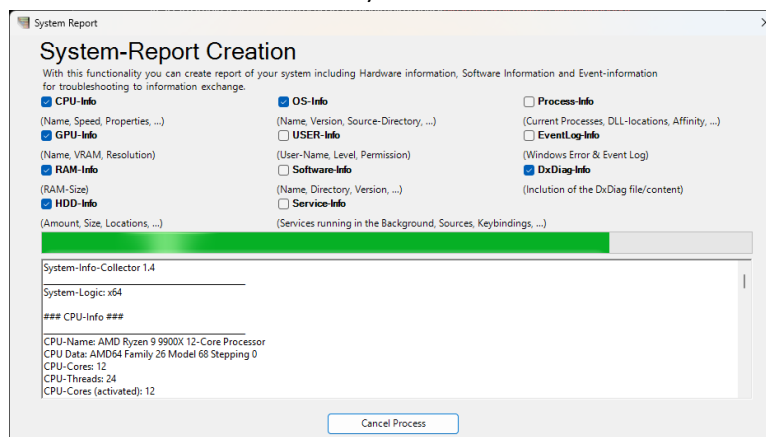 System Report
System-Report Creation
With this functionality you can create report of your system including Hardware information, Software Information and Event-information
for troubleshooting to information exchange.
CPU-Info
OS-Info
Process-Info
(Name, Speed, Properties, ...)
(Name, Version, Source-Directory, ...)
(Current Processes, DLL-locations, Affinity, ...)
GPU-Info
USER-Info
EventLog-Info
(Name, VRAM, Resolution)
(User-Name, Level, Permission)
(Windows Error & Event Log)
RAM-Info
Software-Info
DxDiag-Info
(RAM-Size)
(Name, Directory, Version, ...)
(Inclution of the DxDiag file/content)
HDD-Info
Service-Info
(Amount, Size, Locations, ...)
(Services running in the Background, Sources, Keybindings, ...)
System-Info-Collector 1.4
System-Logic: x64
### CPU-Info ###
CPU-Name: AMD Ryzen 9 9900X 12-Core Processor
CPU Data: AMD64 Family 26 Model 68 Stepping 0
CPU-Cores: 12
CPU-Threads: 24
CPU-Cores (activated): 12
Cancel Process